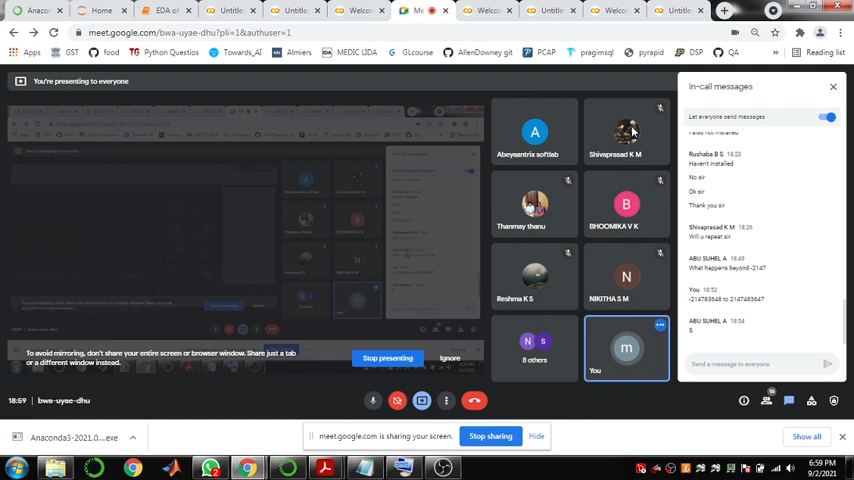 Anacon
EDA of
Untitle
Untitle
Welcom
Me
Welcom
Untitle
Welcom
Untitle
meet.google.com/bwa-uyae-dhu?pli=1&authuser=1
Apps
GST
food
Python Questions
Towards_AI
Almiers
MEDIC LIDA
GLcourse
AllenDowney git
PCAP
pragimsql
pyrapid
DSP
QA
Reading list
You're presenting to everyone
In-call messages
Let everyone send messages
I also not installed
Rushaba B S 18:23
Haven't installed
No sir
Ok sir
Thank you sir
Shivaprasad K M 18:26
Will u repeat sir
ABU SUHEL A 18:49
What happens beyond -2147
You 18:52
-2147483648 to 2147483647
ABU SUHEL A 18:54
S
Send a message to everyone
A
Abeyaantrix softlab
Shivaprasad K M
Thanmay thanu
B
BHOOMIKA V K
Reshma K S
N
NIKITHA S M
N S
8 others
m
You
To avoid mirroring, don't share your entire screen or browser window. Share just a tab
or a different window instead.
Stop presenting
Ignore
18:59 | bwa-uyae-dhu
16
Anaconda3-2021.0....exe
meet.google.com is sharing your screen.
Stop sharing
Hide
Show all
6:59 PM
9/2/2021